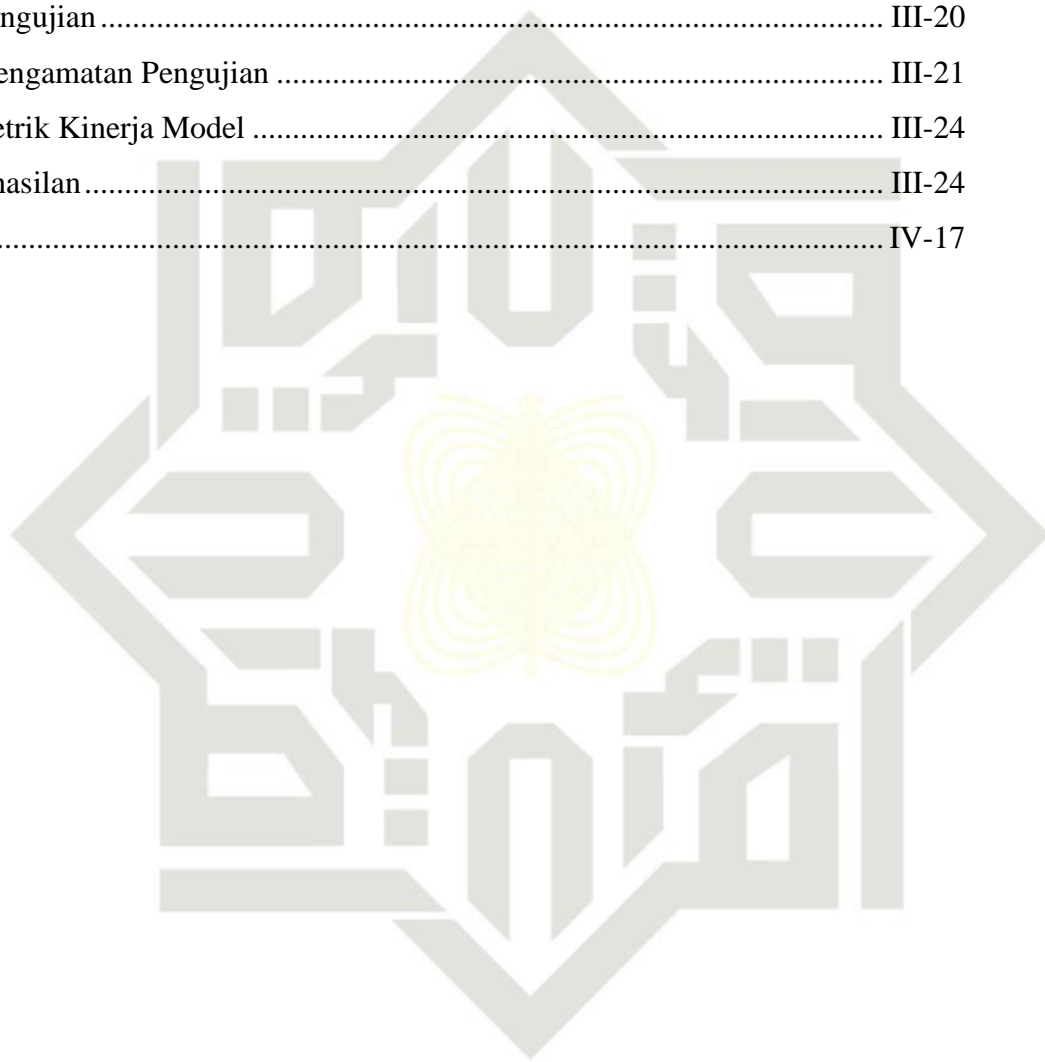 ngujian ........ III-20
engamatan Pengujian ........ III-21
etrik Kinerja Model ........ III-24
hasilan ........ III-24
........ IV-17